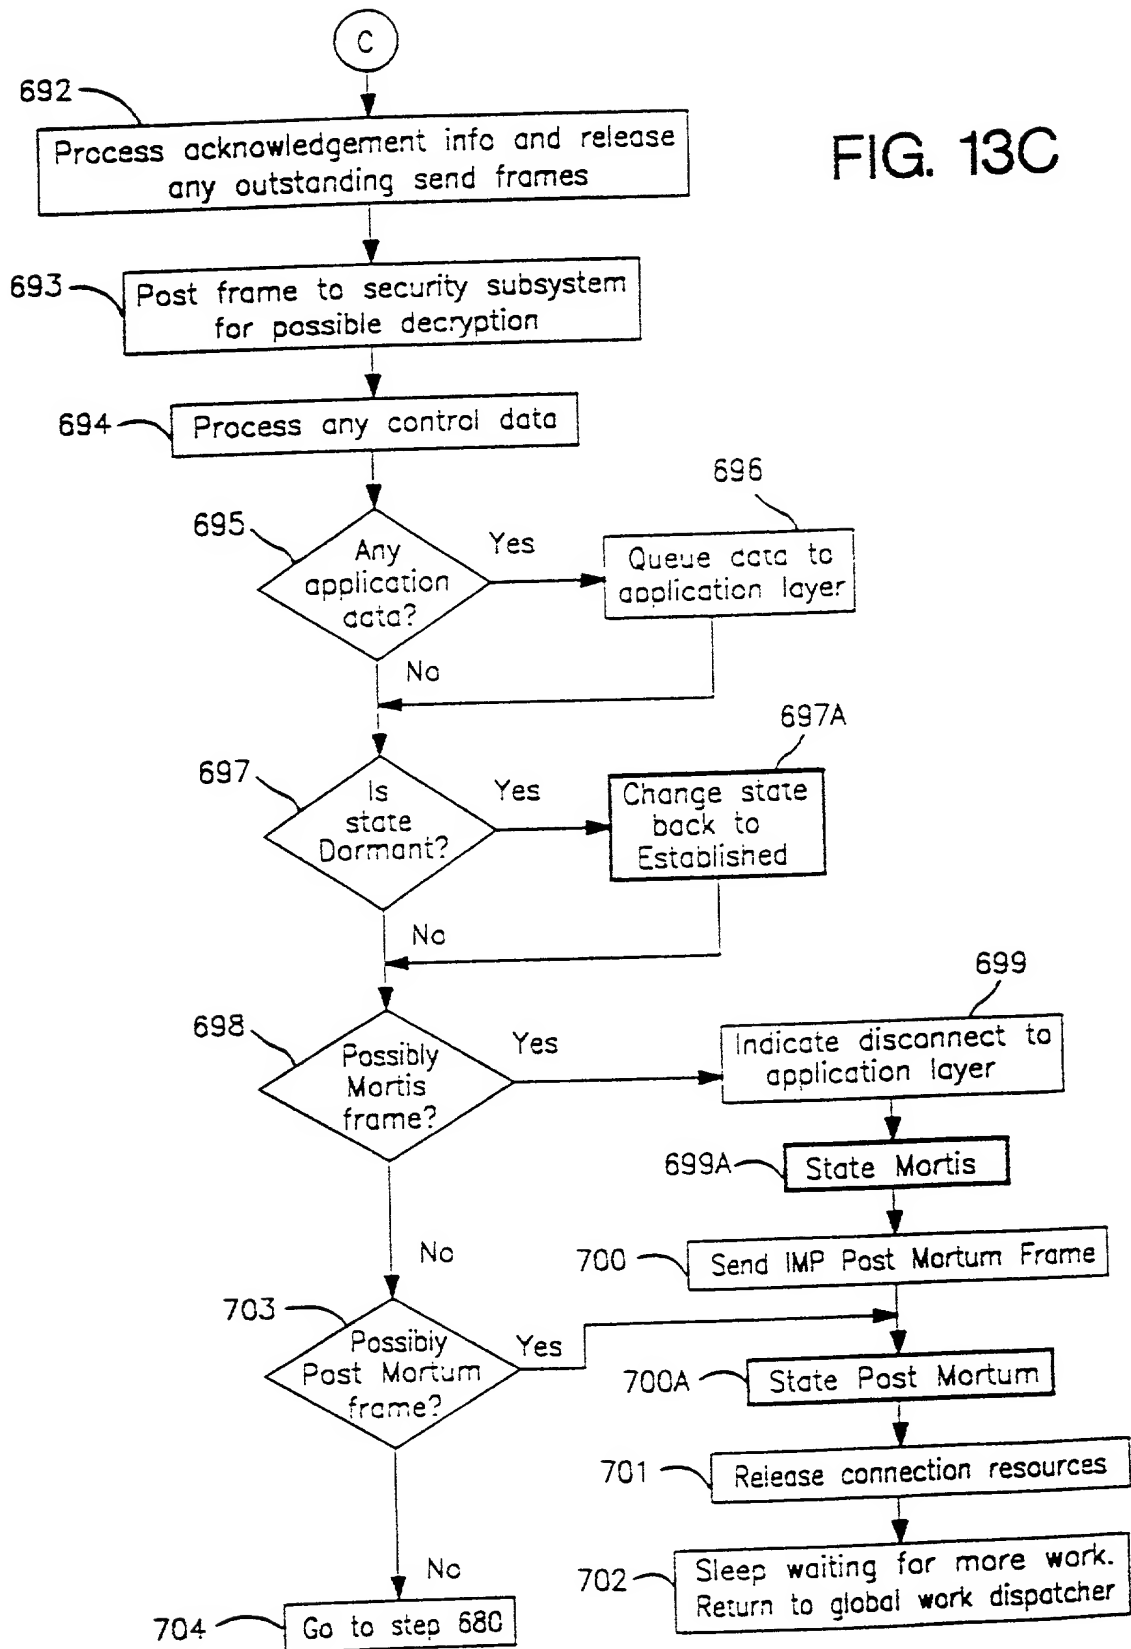 C
FIG. 13C
692
Process acknowledgement info and release
any outstanding send frames
693
Post frame to security subsystem
for possible decryption
694
Process any control data
695
Any
application
data?
Yes
696
Queue data to
application layer
No
697
Is
state
Dormant?
Yes
697A
Change state
back to
Established
No
698
Possibly
Mortis
frame?
Yes
699
Indicate disconnect to
application layer
699A
State Mortis
No
700
Send IMP Post Mortum Frame
703
Possibly
Post Mortum
frame?
Yes
700A
State Post Mortum
701
Release connection resources
No
702
Sleep waiting for more work.
Return to global work dispatcher
704
Go to step 680